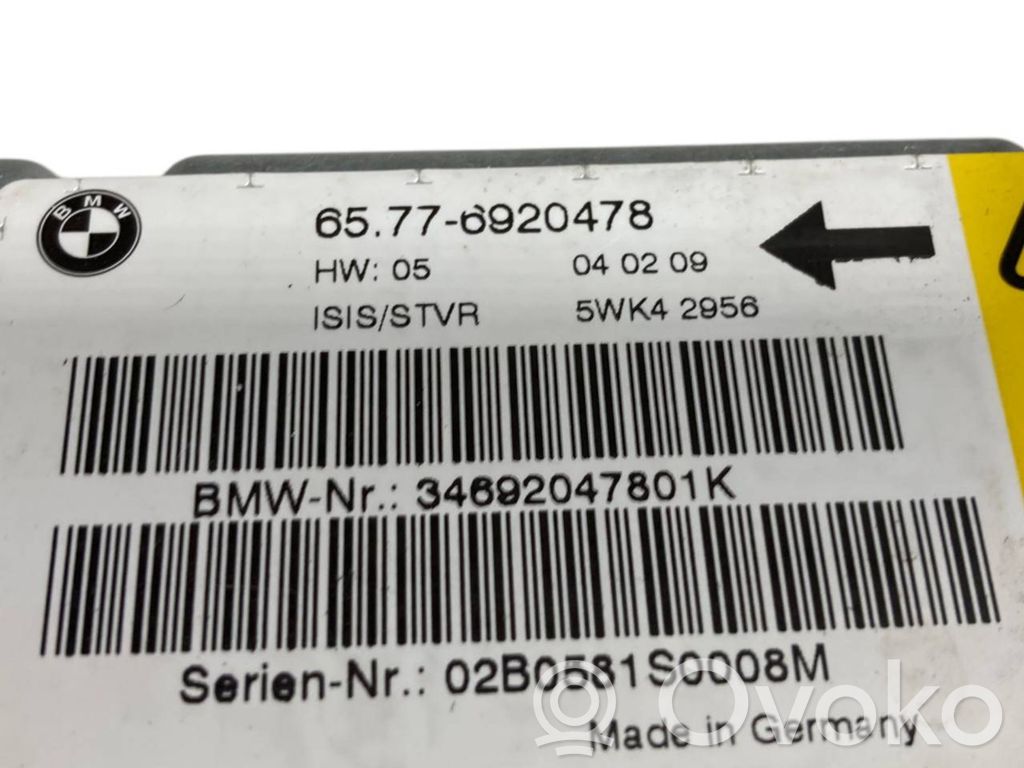 BMW
65.77-6920478
HW: 05 04 02 09
ISIS/STVR 5WK4 2956
BMW-Nr.: 34692047801K
Serien-Nr.: 02B0581S0008M
Made in Germany
Ovoko